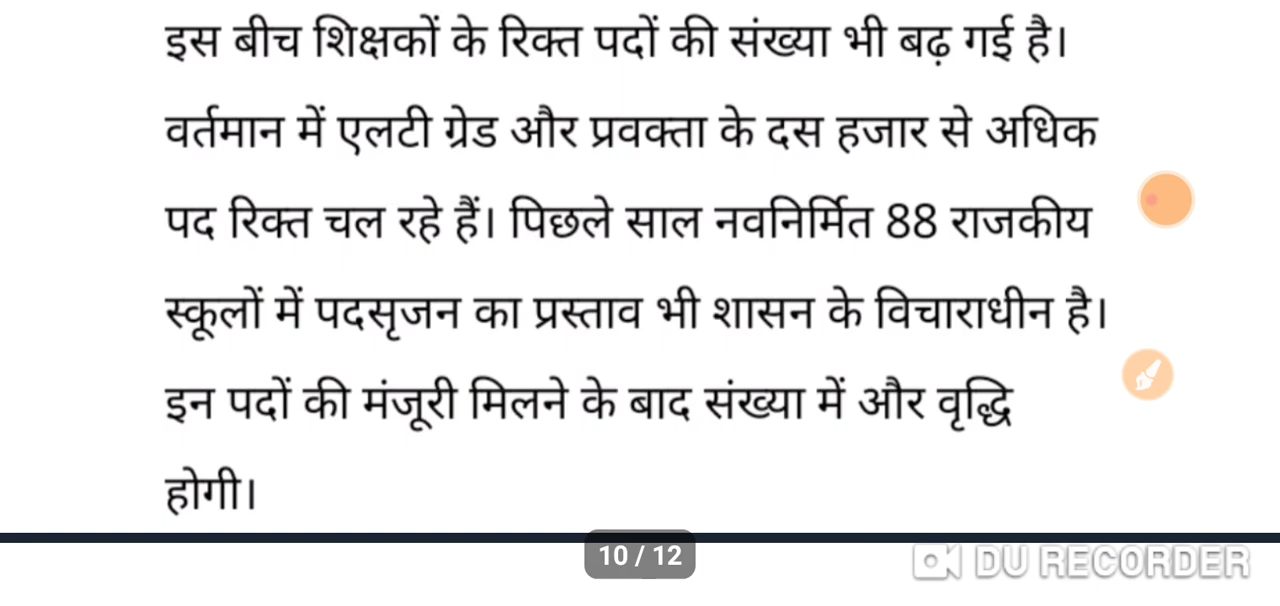 इस बीच शिक्षकों के रिक्त पदों की संख्या भी बढ़ गई है।
वर्तमान में एलटी ग्रेड और प्रवक्ता के दस हजार से अधिक
पद रिक्त चल रहे हैं। पिछले साल नवनिर्मित 88 राजकीय
स्कूलों में पदसृजन का प्रस्ताव भी शासन के विचाराधीन है।
इन पदों की मंजूरी मिलने के बाद संख्या में और वृद्धि
होगी।
10 / 12
DU RECORDER